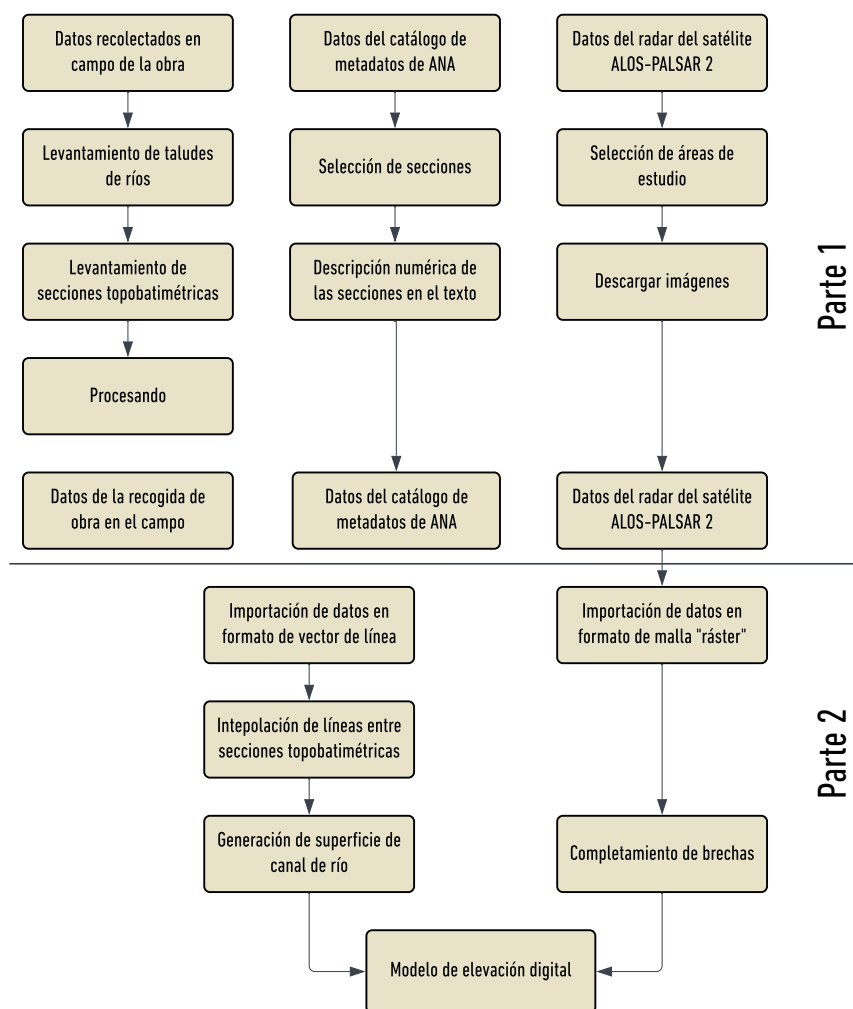 Datos recolectados en
campo de la obra
Datos del catálogo de
metadatos de ANA
Datos del radar del satélite
ALOS-PALSAR 2
Levantamiento de taludes
de ríos
Selección de secciones
Selección de áreas de
estudio
Levantamiento de
secciones topobatimétricas
Descripción numérica de
las secciones en el texto
Descargar imágenes
Parte 1
Procesando
Datos de la recogida de
obra en el campo
Datos del catálogo de
metadatos de ANA
Datos del radar del satélite
ALOS-PALSAR 2
Importación de datos en
formato de vector de línea
Importación de datos en
formato de malla "ráster"
Intepolación de líneas entre
secciones topobatimétricas
Parte 2
Generación de superficie de
canal de río
Completamiento de brechas
Modelo de elevación digital